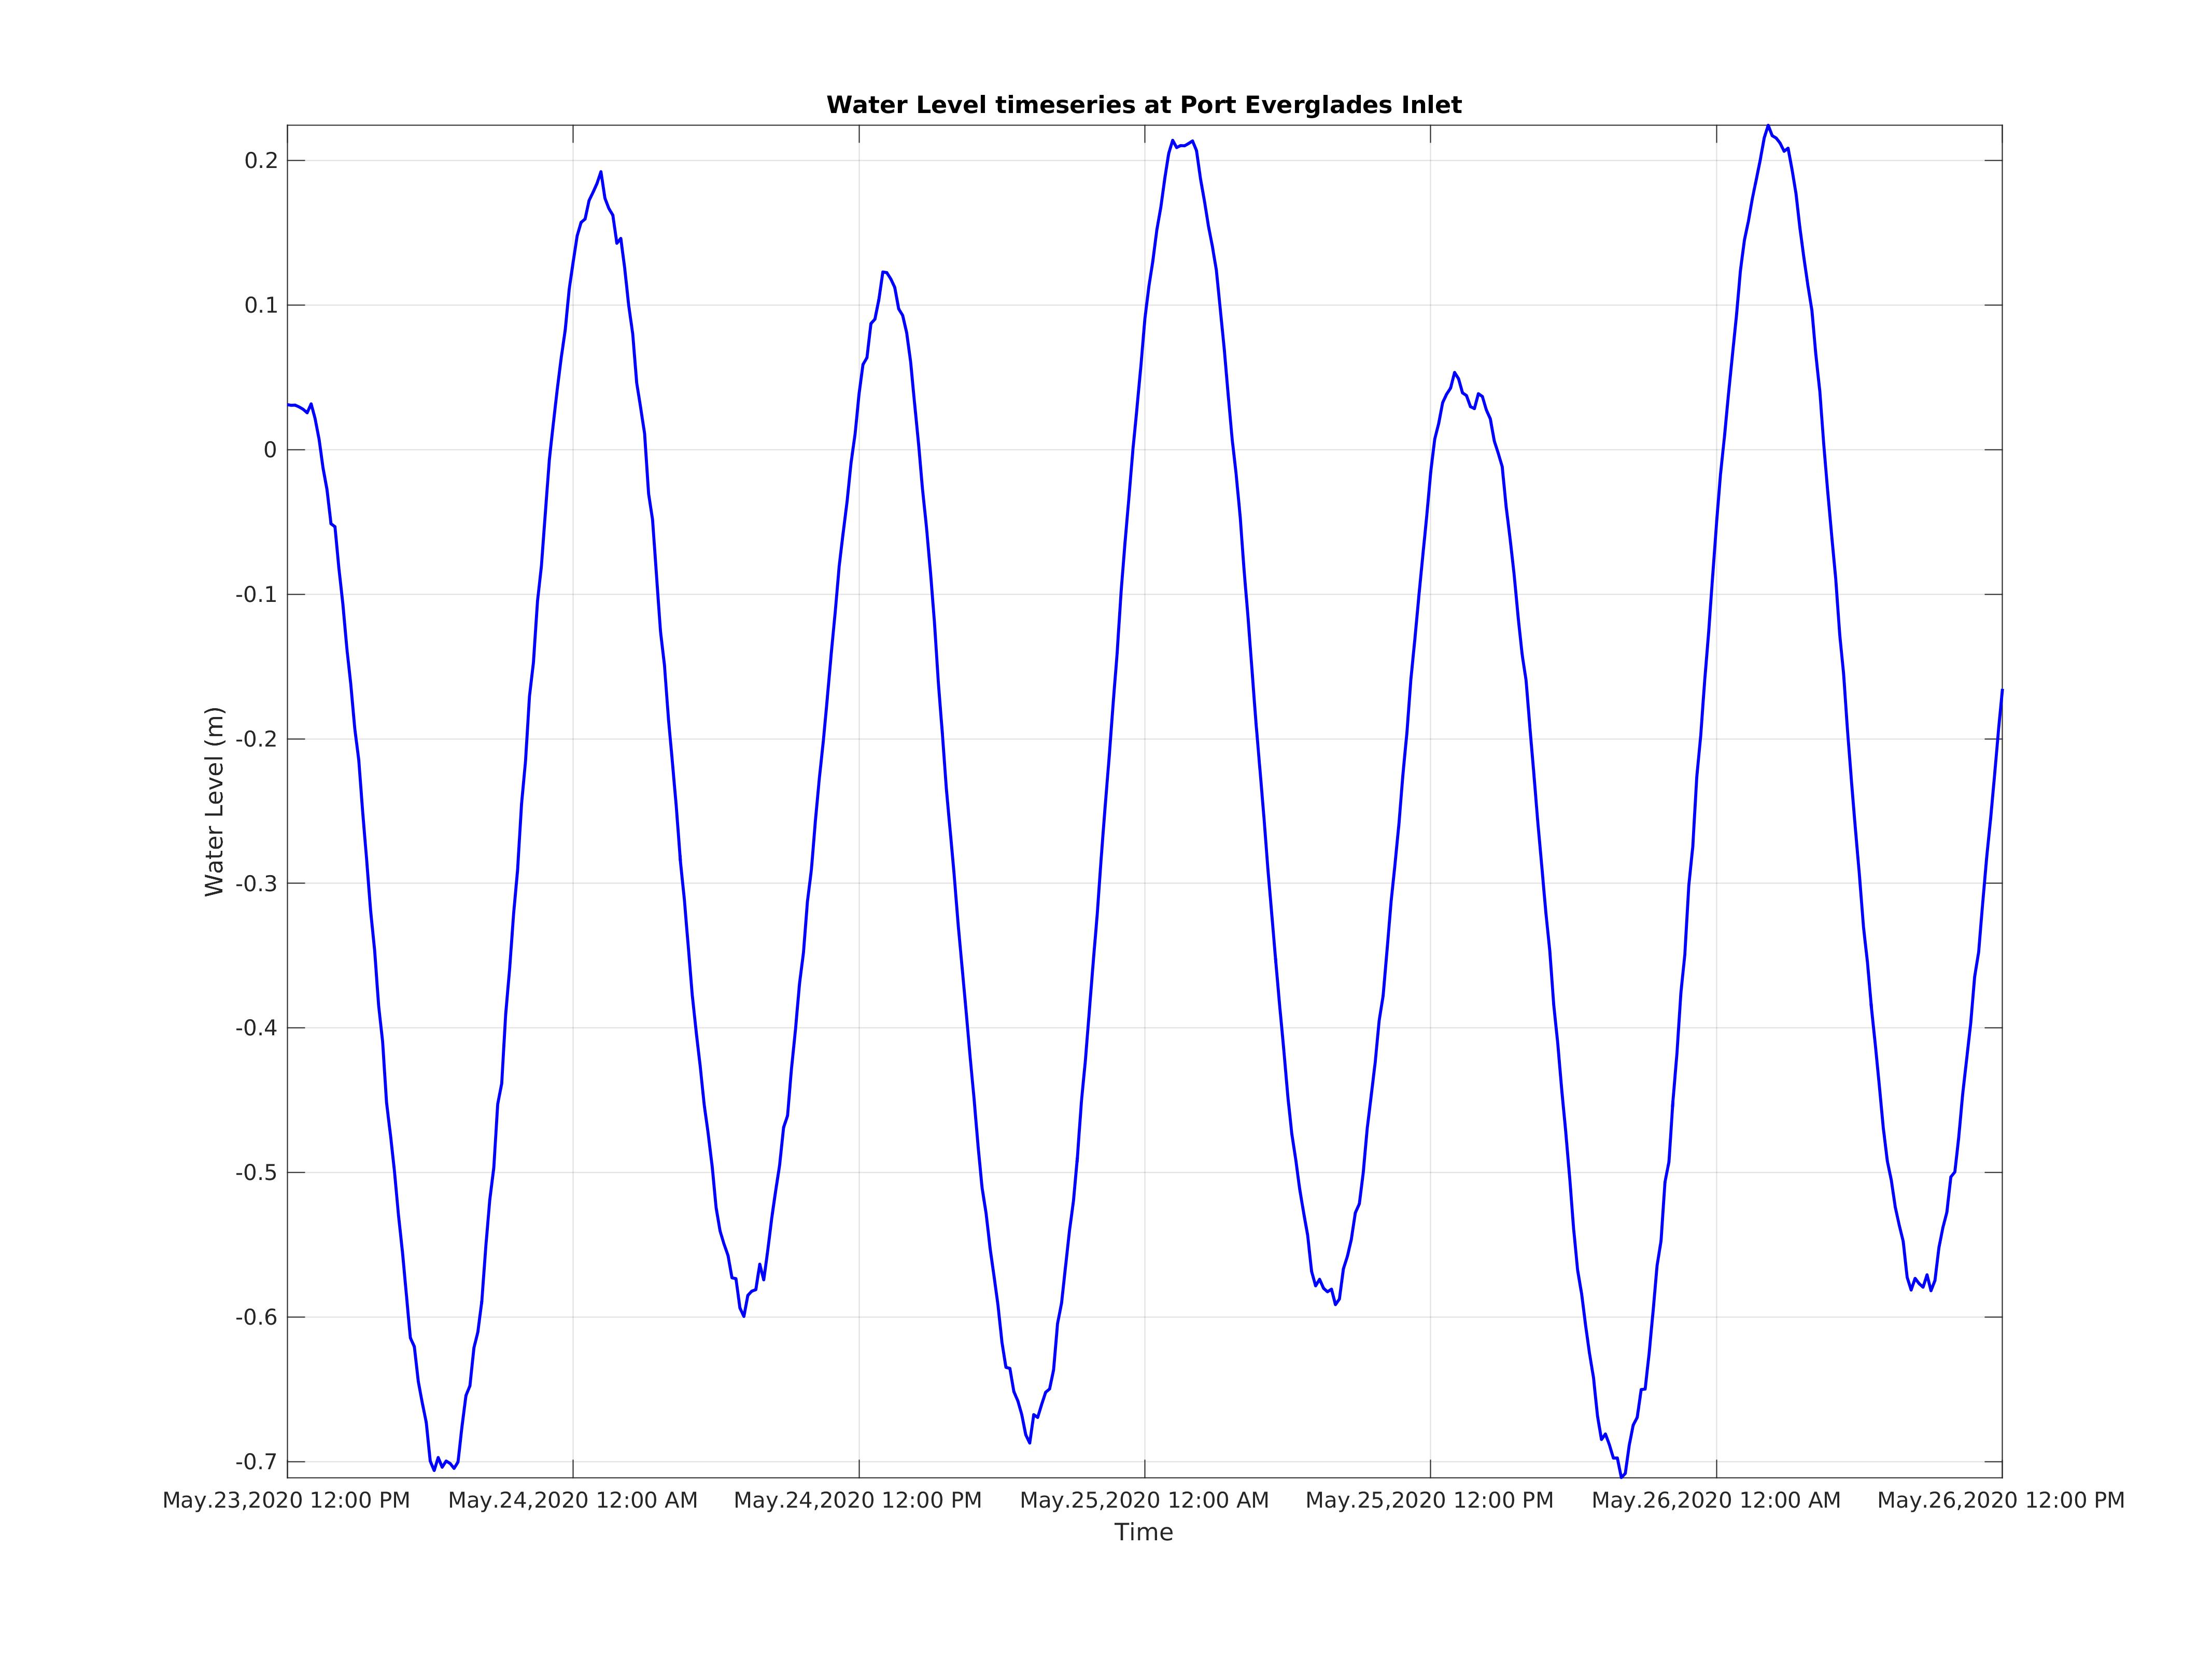 Water Level timeseries at Port Everglades Inlet
0.2
0.1
0
-0.1
-0.2
-0.3
-0.4
-0.5
-0.6
-0.7
Water Level (m)
May.23,2020 12:00 PM
May.24,2020 12:00 AM
May.24,2020 12:00 PM
May.25,2020 12:00 AM
May.25,2020 12:00 PM
May.26,2020 12:00 AM
May.26,2020 12:00 PM
Time